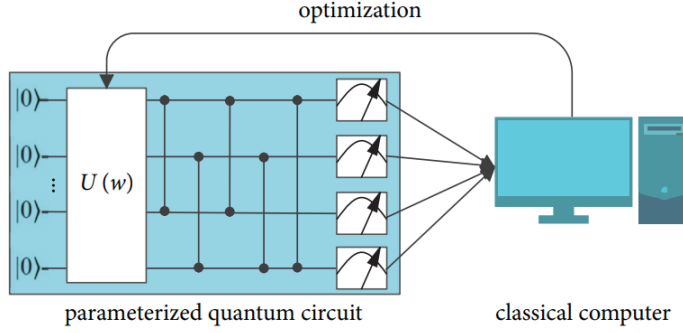 optimization
|0⟩
|0⟩
⋮
U (w)
|0⟩
|0⟩
parameterized quantum circuit
classical computer